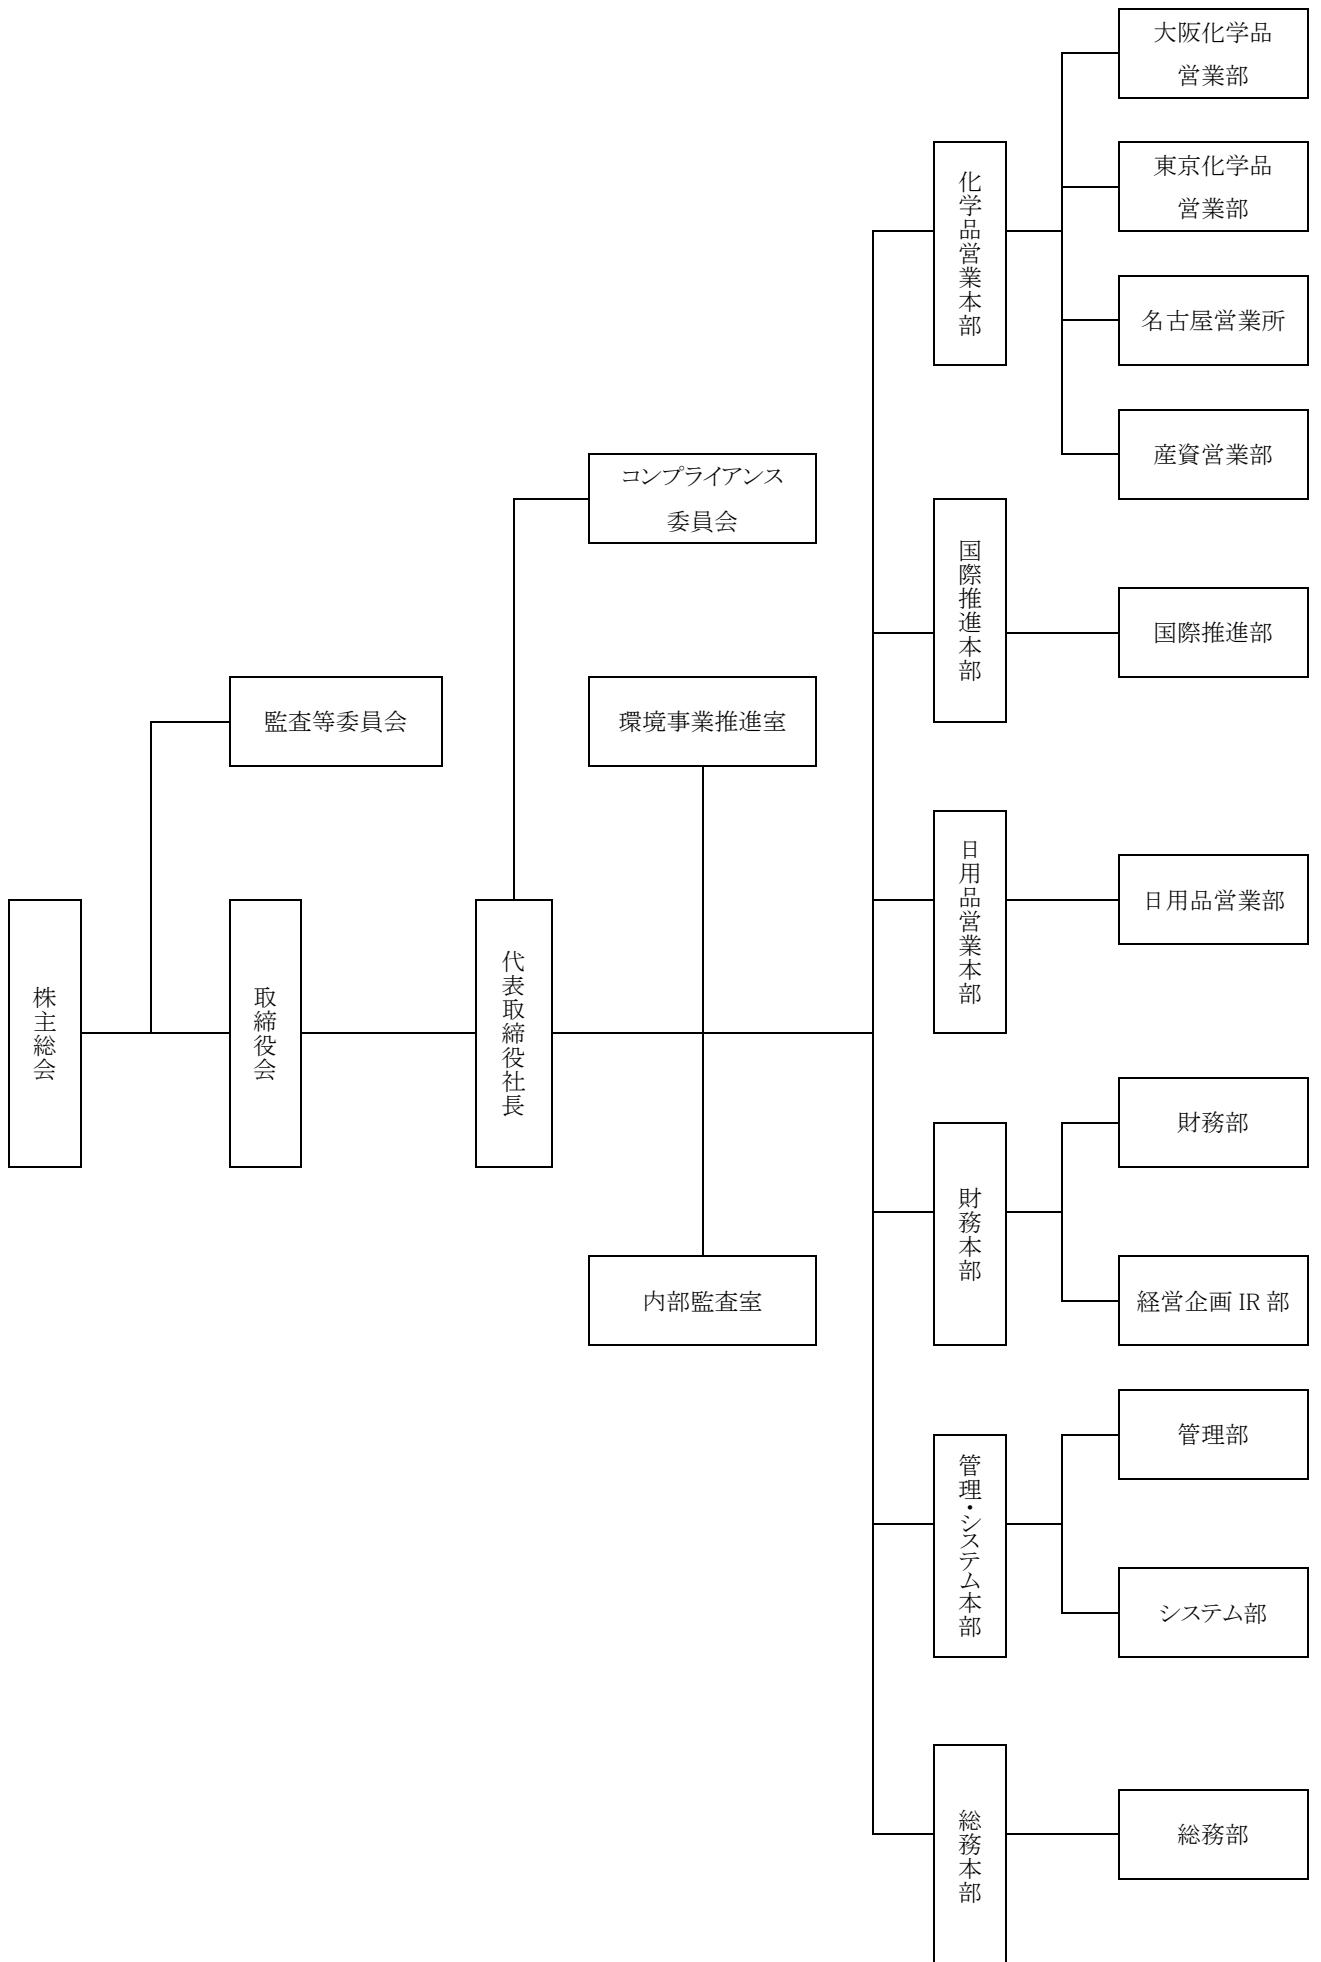 株主総会
監査等委員会
取締役会
代表取締役社長
コンプライアンス
委員会
環境事業推進室
内部監査室
化学品営業本部
大阪化学品
営業部
東京化学品
営業部
名古屋営業所
産資営業部
国際推進本部
国際推進部
日用品営業本部
日用品営業部
財務本部
財務部
経営企画 IR 部
管理・システム本部
管理部
システム部
総務本部
総務部